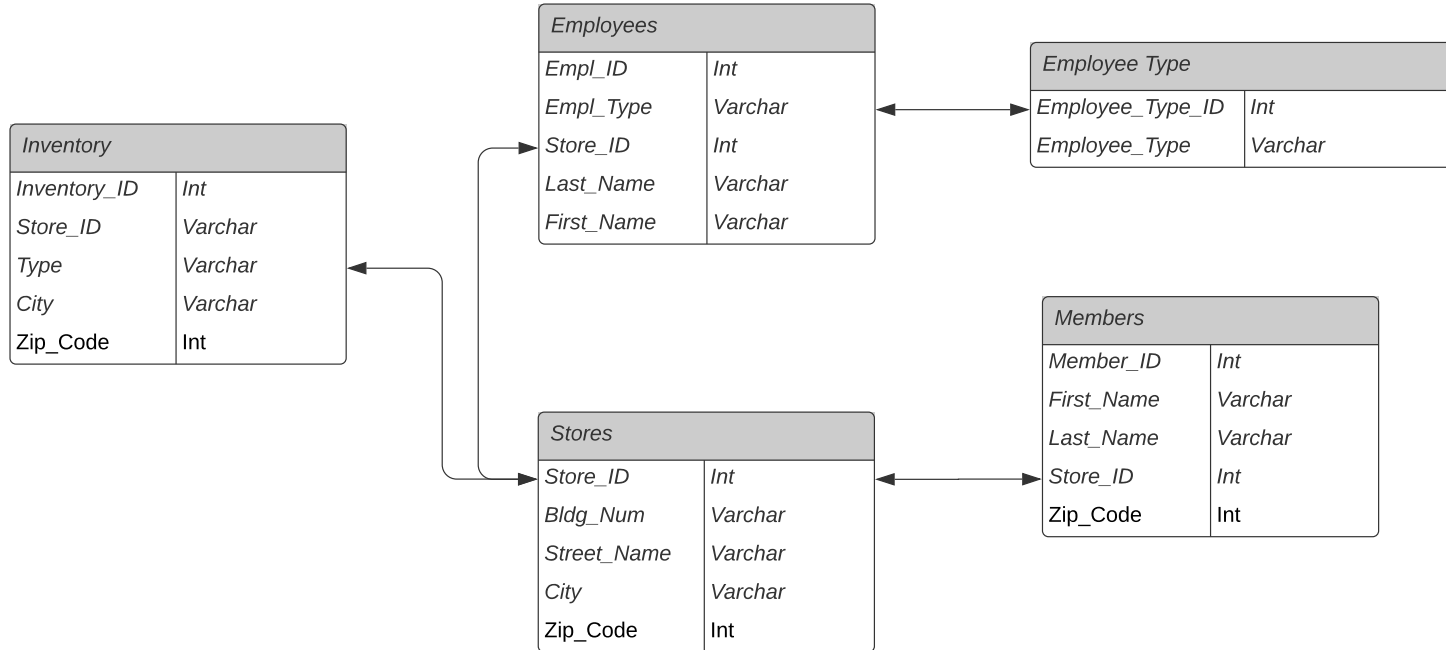 Employees
Empl_ID Int
Empl_Type Varchar
Store_ID Int
Last_Name Varchar
First_Name Varchar
Employee Type
Employee_Type_ID Int
Employee_Type Varchar
Inventory
Inventory_ID Int
Store_ID Varchar
Type Varchar
City Varchar
Zip_Code Int
Members
Member_ID Int
First_Name Varchar
Last_Name Varchar
Store_ID Int
Zip_Code Int
Stores
Store_ID Int
Bldg_Num Varchar
Street_Name Varchar
City Varchar
Zip_Code Int